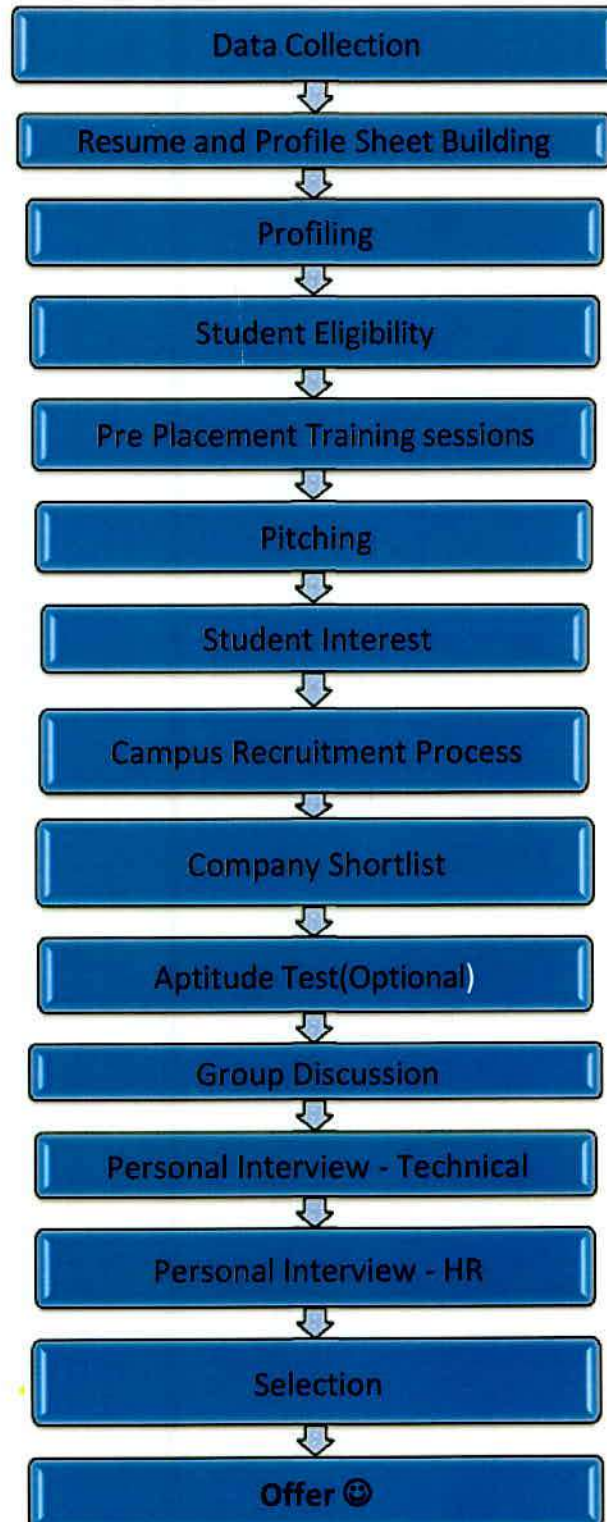 Data Collection
Resume and Profile Sheet Building
Profiling
Student Eligibility
Pre Placement Training sessions
Pitching
Student Interest
Campus Recruitment Process
Company Shortlist
Aptitude Test(Optional)
Group Discussion
Personal Interview - Technical
Personal Interview - HR
Selection
Offer ☺